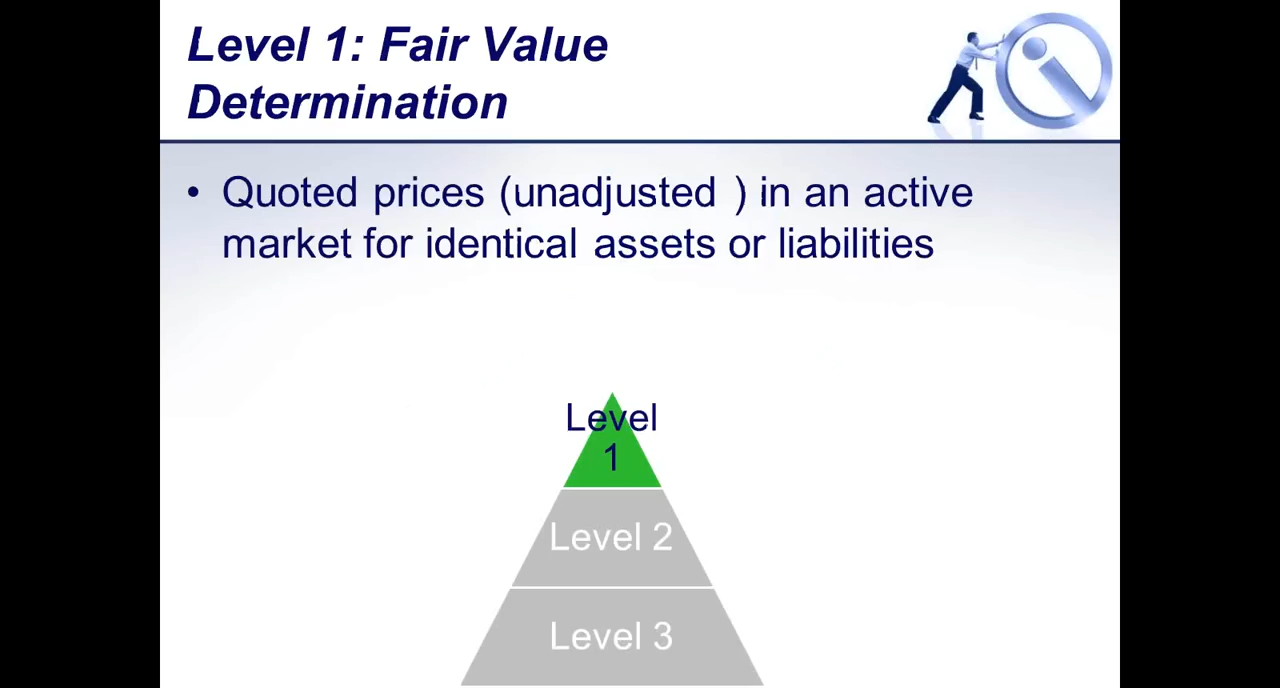 Level 1: Fair Value
Determination
• Quoted prices (unadjusted ) in an active
market for identical assets or liabilities
Level
1
Level 2
Level 3